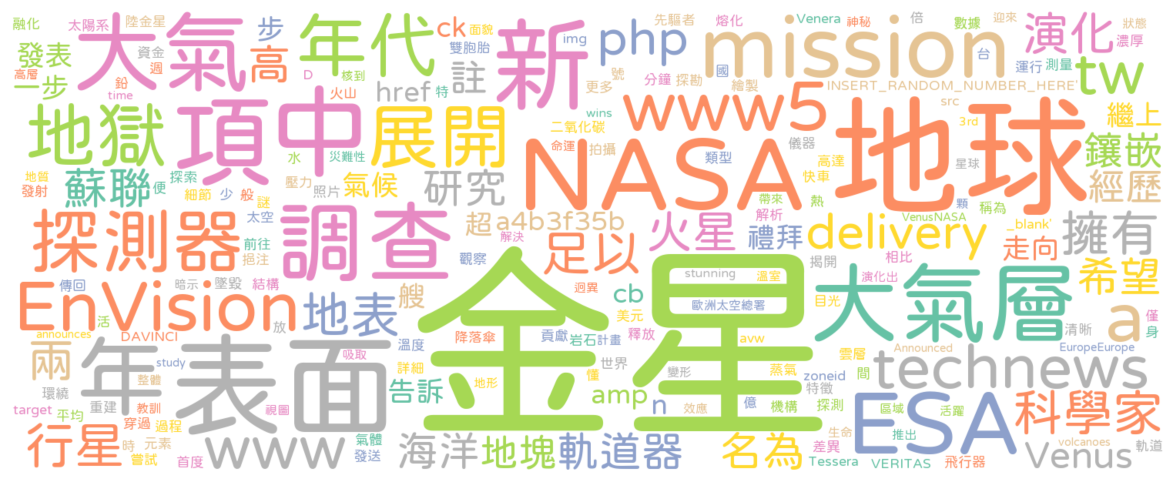 融化 太陽系 陸金星 步 年代 ck 面貌 雙胞胎 img 先驅者 Venera 神秘 倍 數據 迎來 狀態
發表 大氣 高 新 php mission 演化 濃厚
高層 資金 一步 鉛 週 D 核到 熔化 分鐘 號 更多 探勘 國 繪製 台 運行 測量 tw
time 火山 href 特 註 wins INSERT_RANDOM_NUMBER_HERE' src 3rd
地獄 項中 展開 二氧化碳 www5 地球 繼上
水 災難性 命運 拍攝 類型 儀器 星球 鑲嵌
地質 發射 蘇聯 便 探索 少 般 壓力 照片 氣候 研究 NASA 高達 快車 經歷
細節 謎 太空 超 a4b3f35b 帶來 熱 顆 稱為 VenusNASA _blank'
探測器 前往 挹注 調查 解決 觀察 足以 火星 解析 禮拜 delivery 相比 揭開 演化出 走向 擁有
傳回 暗示 墜毀 結構 迥異 stunning 溫室 希望
EnVision 放 地表 艘 cb 歐洲太空總署 目光 大氣層 清晰 a 僅 身
announces 活 DAVINCI 溫度 降落傘 貢獻 美元 釋放 岩石 計畫 avw 雲層 Announced EuropeEurope
兩 年 表面 study 吸取 金星 世界 蒸氣 問 technews
環繞 整體 詳細 告訴 地形 懂 變形 amp n zoneid 特徵
target 平均 重建 教訓 視圖 效應 億 機構 探測 區域 活躍 科學家
行星 穿過 過程 時 元素 www 氣體 海洋 地塊 軌道器 名為 生命 差異 推出 ESA volcanoes 軌道
嘗試 首度 發送 Tessera VERITAS 飛行器 Venus